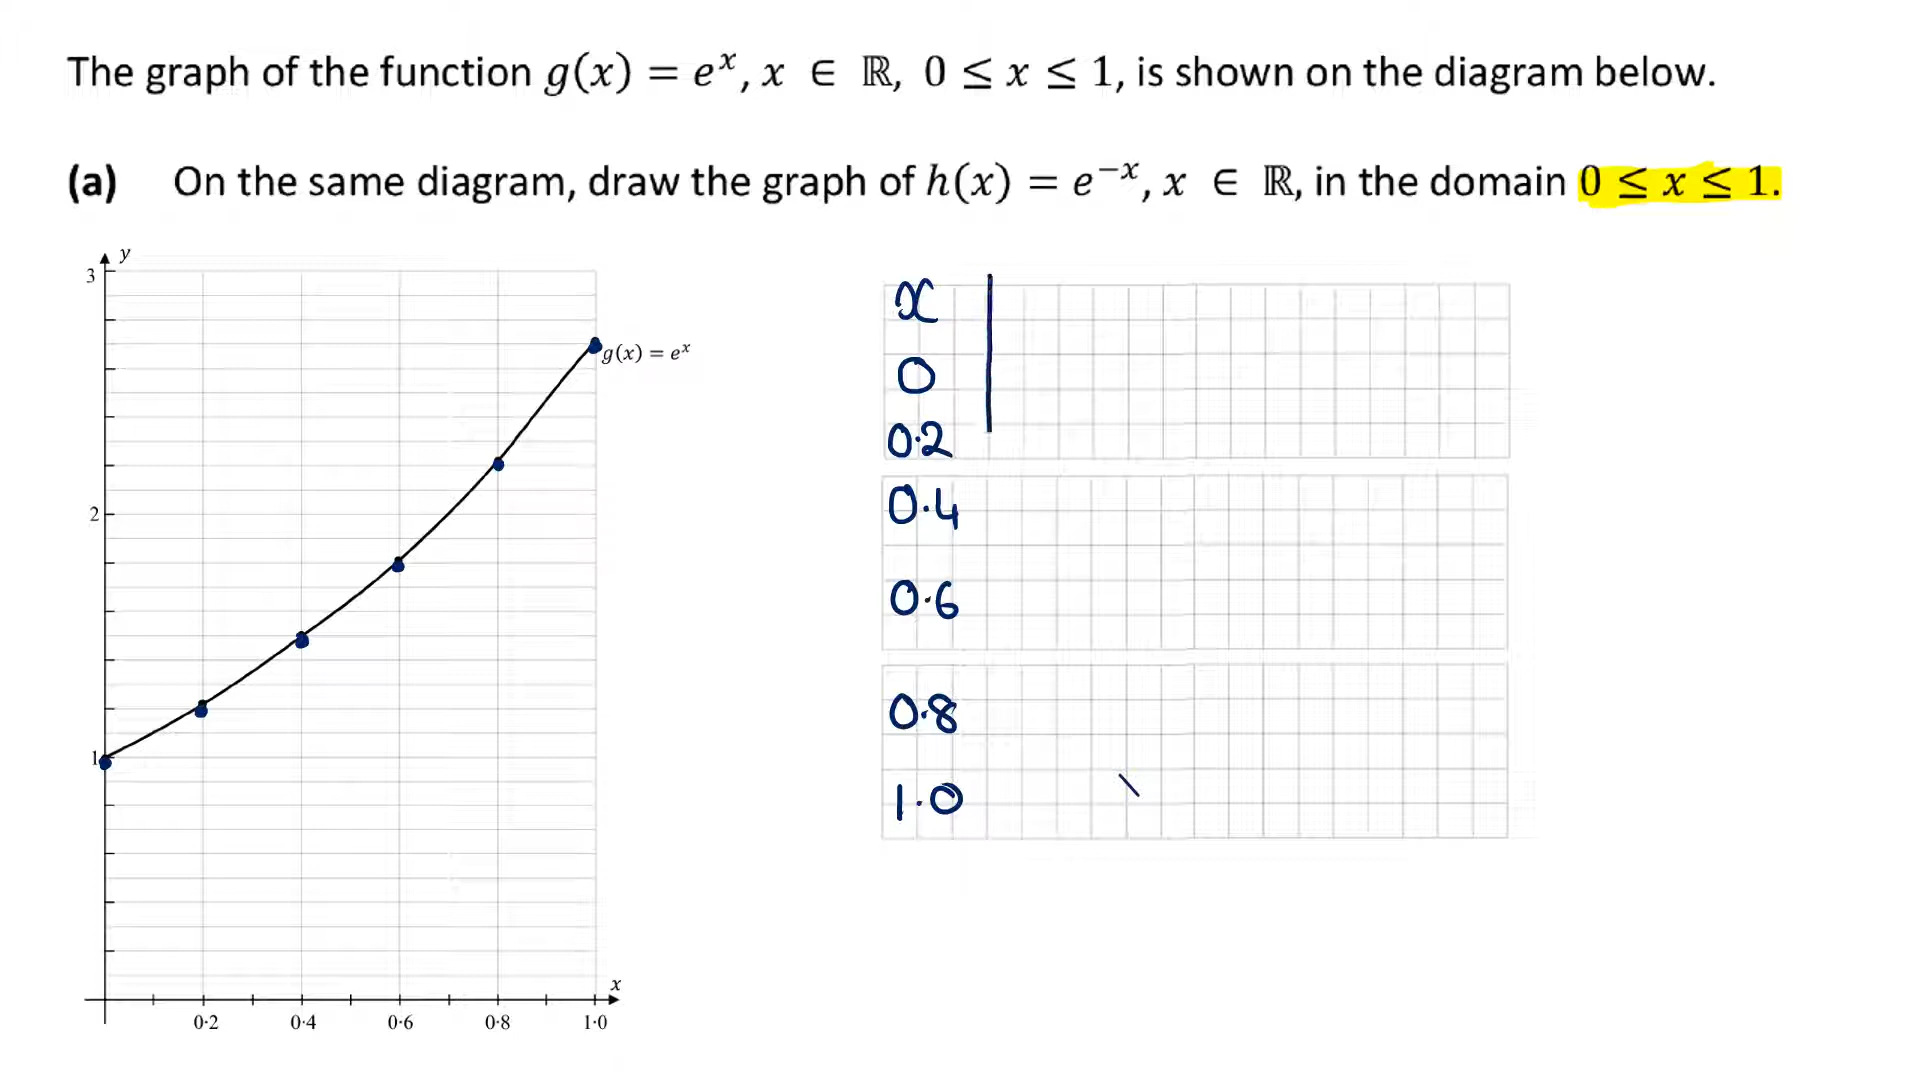 The graph of the function g(x) = eˣ, x ∈ ℝ, 0 ≤ x ≤ 1, is shown on the diagram below.
(a) On the same diagram, draw the graph of h(x) = e⁻ˣ, x ∈ ℝ, in the domain 0 ≤ x ≤ 1.
y
3
g(x) = eˣ
2
1
x
0·2 0·4 0·6 0·8 1·0
x
0
0·2
0·4
0·6
0·8
1·0